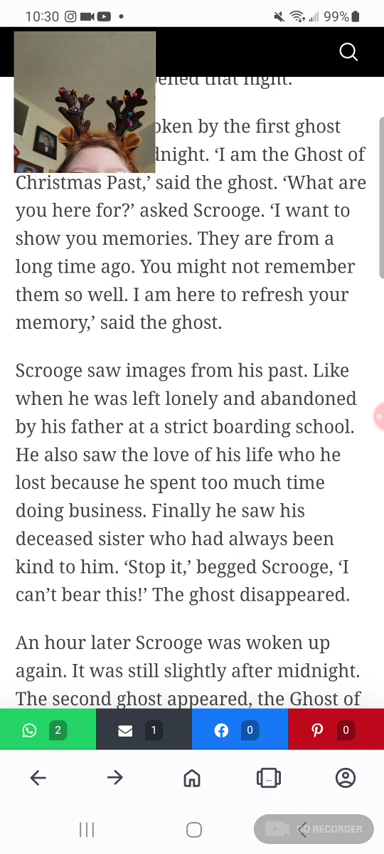 10:30
99%
ened that night.
oken by the first ghost
dnight. ‘I am the Ghost of
Christmas Past,’ said the ghost. ‘What are
you here for?’ asked Scrooge. ‘I want to
show you memories. They are from a
long time ago. You might not remember
them so well. I am here to refresh your
memory,’ said the ghost.
Scrooge saw images from his past. Like
when he was left lonely and abandoned
by his father at a strict boarding school.
He also saw the love of his life who he
lost because he spent too much time
doing business. Finally he saw his
deceased sister who had always been
kind to him. ‘Stop it,’ begged Scrooge, ‘I
can’t bear this!’ The ghost disappeared.
An hour later Scrooge was woken up
again. It was still slightly after midnight.
The second ghost appeared, the Ghost of
2
1
0
0
RECORDER